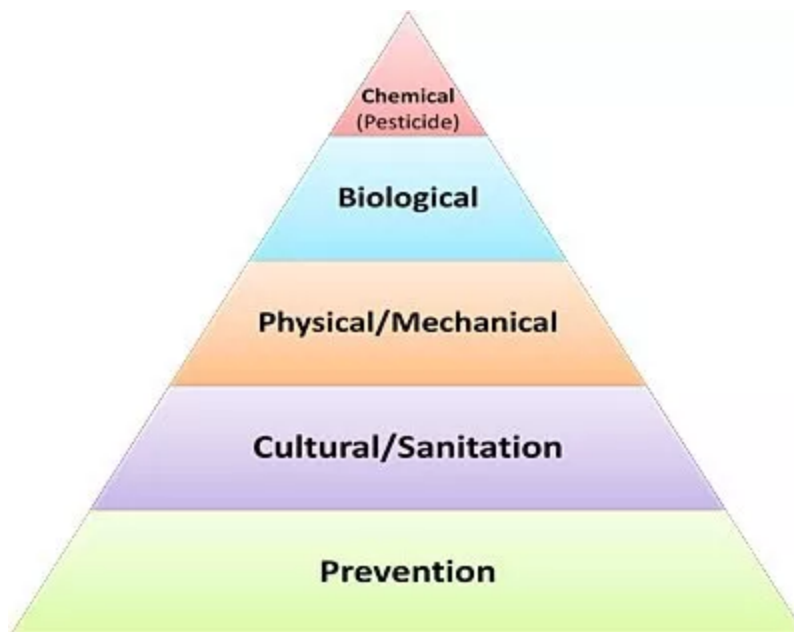 Chemical
(Pesticide)
Biological
Physical/Mechanical
Cultural/Sanitation
Prevention